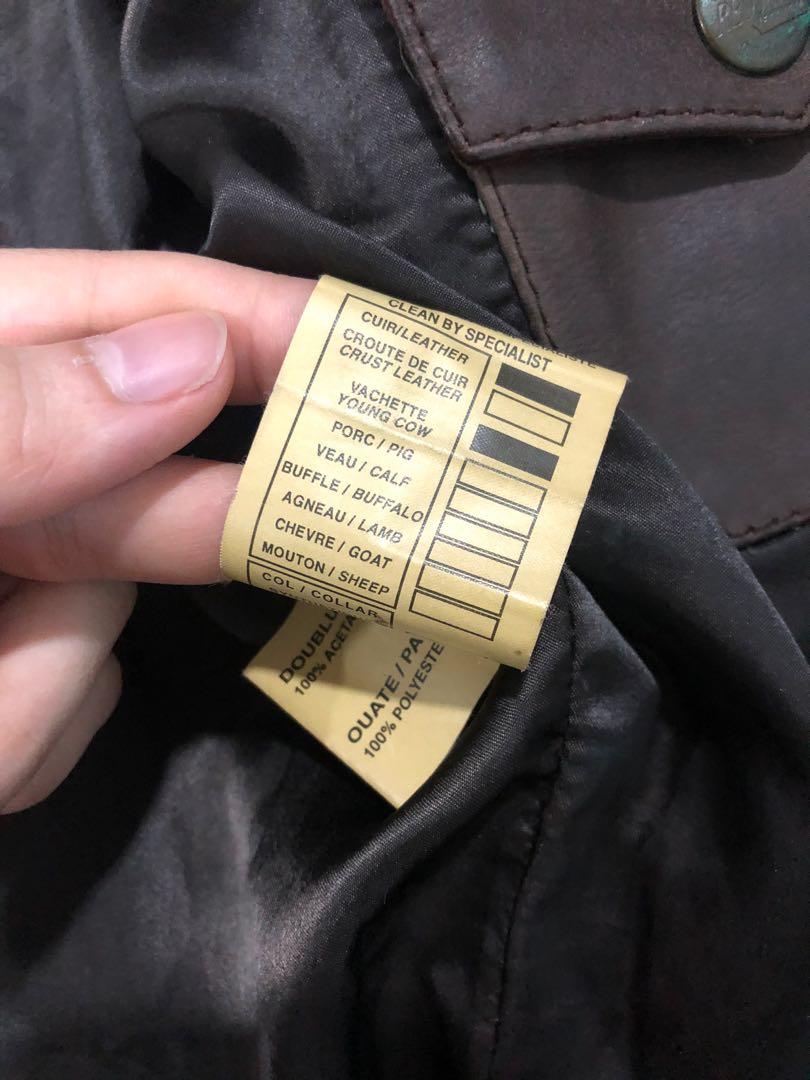 CLEAN BY SPECIALIST
CUIR/LEATHER
CROUTE DE CUIR
CRUST LEATHER
VACHETTE
YOUNG COW
PORC / PIG
VEAU / CALF
BUFFLE / BUFFALO
AGNEAU / LAMB
CHEVRE / GOAT
MOUTON / SHEEP
COL / COLLAR
DOUBLU
100% ACETA
OUATE / PA
100% POLYESTE